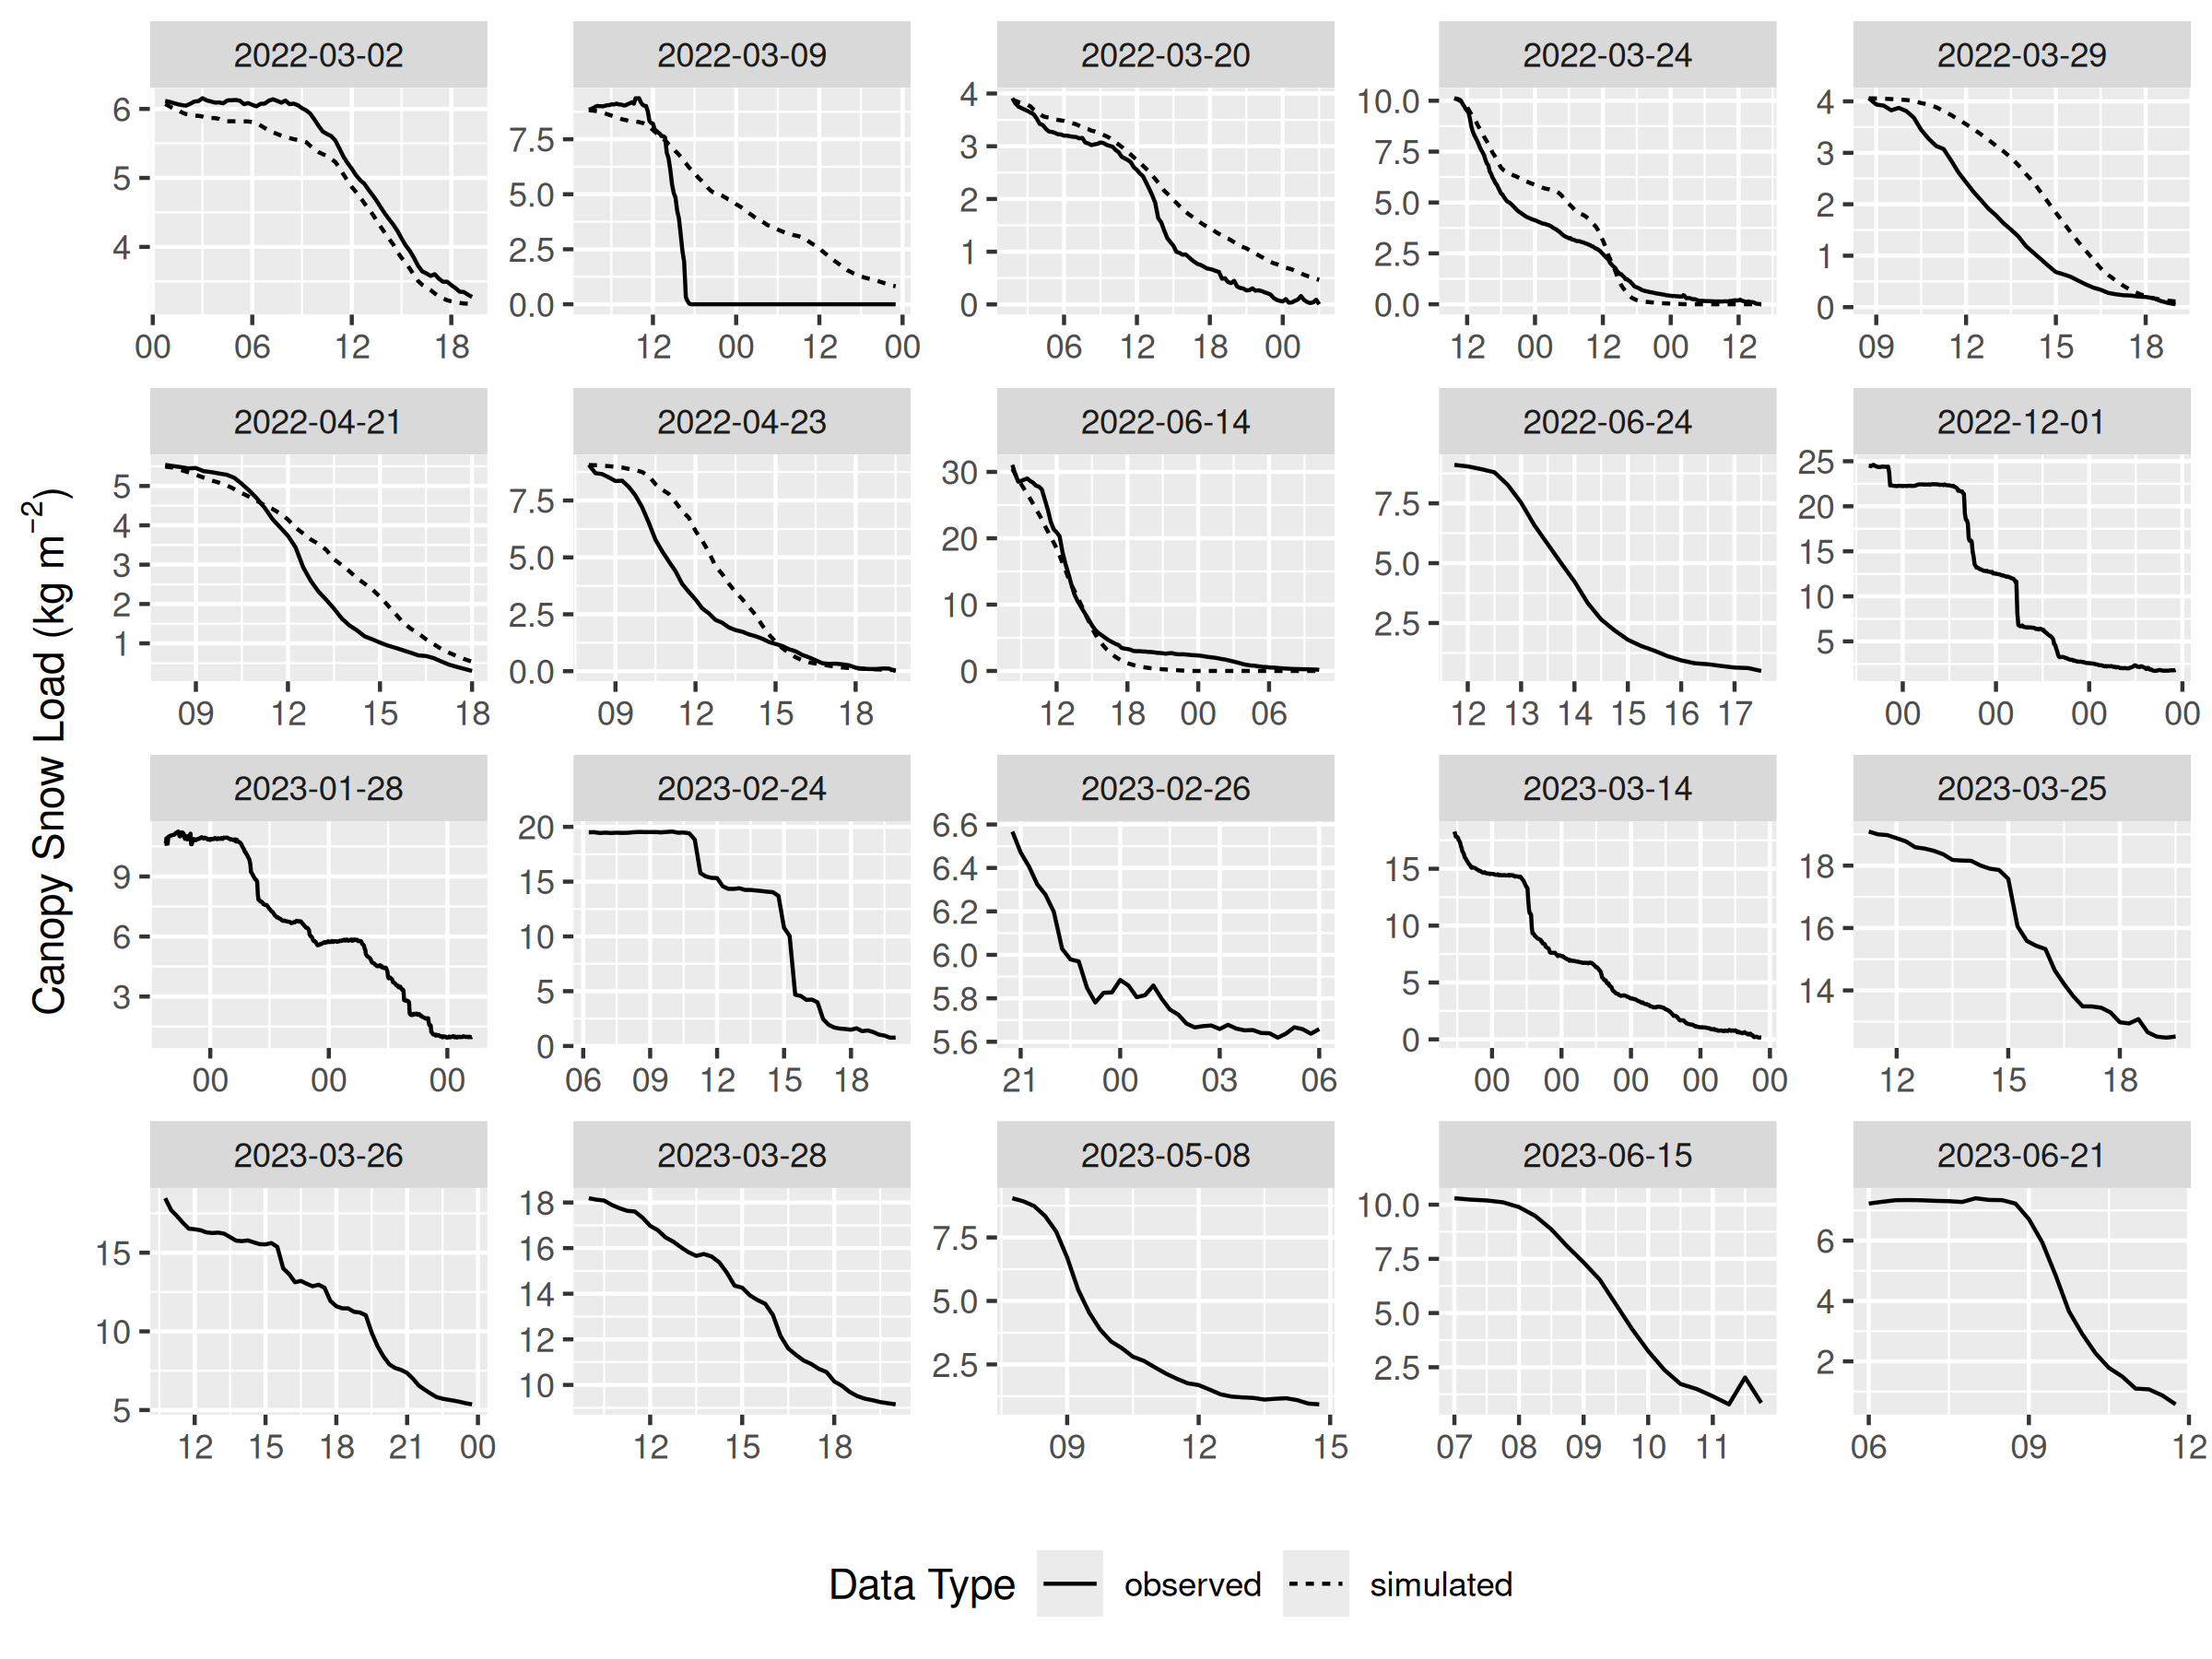 Canopy Snow Load (kg m⁻²)
2022-03-02 2022-03-09 2022-03-20 2022-03-24 2022-03-29
6 5 4
00 06 12 18
7.5 5.0 2.5 0.0
12 00 12 00
4 3 2 1 0
06 12 18 00
10.0 7.5 5.0 2.5 0.0
12 00 12 00 12
4 3 2 1 0
09 12 15 18
2022-04-21 2022-04-23 2022-06-14 2022-06-24 2022-12-01
5 4 3 2 1
09 12 15 18
7.5 5.0 2.5 0.0
09 12 15 18
30 20 10 0
12 18 00 06
7.5 5.0 2.5
12 13 14 15 16 17
25 20 15 10 5
00 00 00 00
2023-01-28 2023-02-24 2023-02-26 2023-03-14 2023-03-25
9 6 3
00 00 00
20 15 10 5 0
06 09 12 15 18
6.6 6.4 6.2 6.0 5.8 5.6
21 00 03 06
15 10 5 0
00 00 00 00 00
18 16 14
12 15 18
2023-03-26 2023-03-28 2023-05-08 2023-06-15 2023-06-21
15 10 5
12 15 18 21 00
18 16 14 12 10
12 15 18
7.5 5.0 2.5
09 12 15
10.0 7.5 5.0 2.5
07 08 09 10 11
6 4 2
06 09 12
Data Type observed simulated